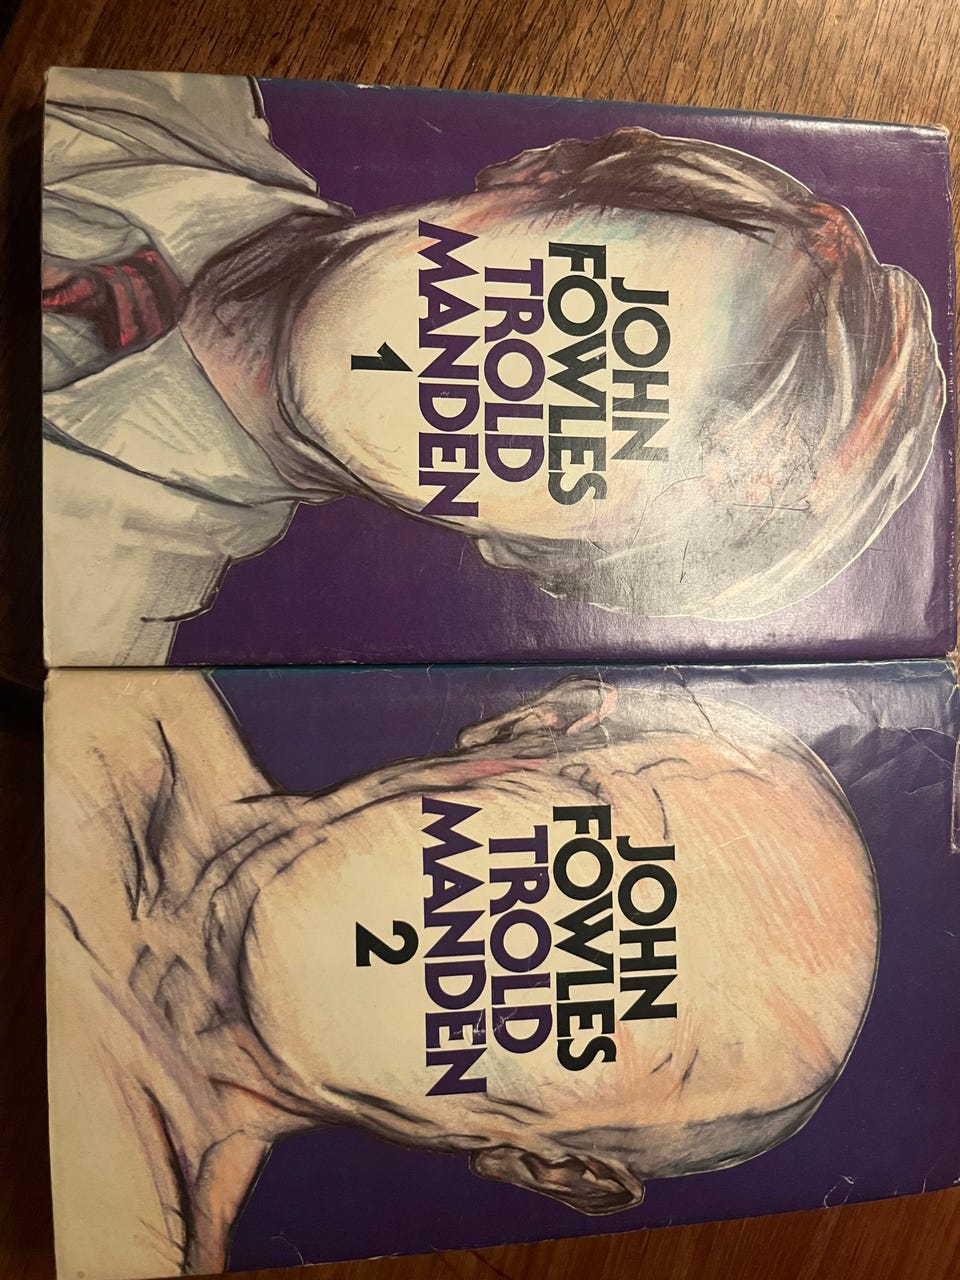 JOHN
FOWLES
TROLD
MANDEN
1
JOHN
FOWLES
TROLD
MANDEN
2